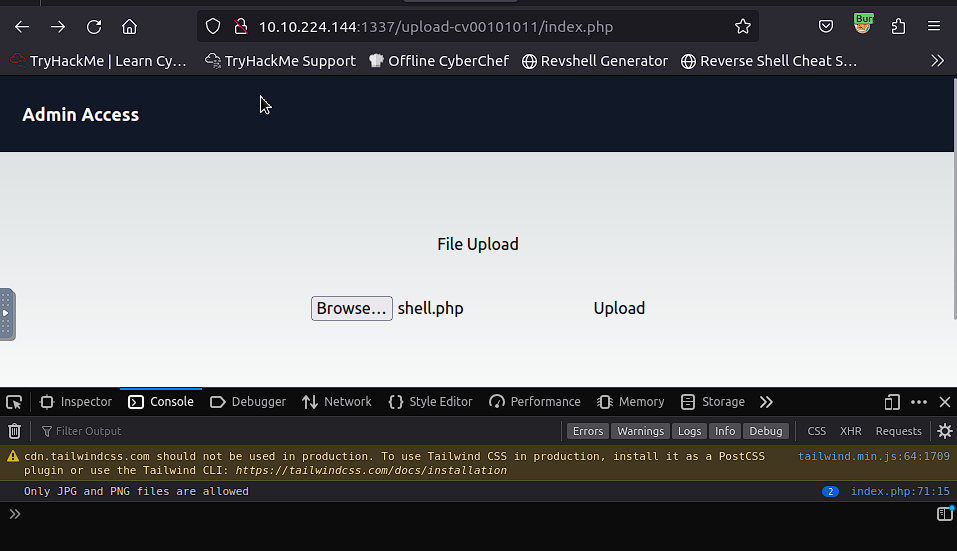 10.10.224.144:1337/upload-cv00101011/index.php
Bur
TryHackMe | Learn Cy… TryHackMe Support Offline CyberChef Revshell Generator Reverse Shell Cheat S…
Admin Access
File Upload
Browse… shell.php Upload
Inspector Console Debugger Network Style Editor Performance Memory Storage
Filter Output Errors Warnings Logs Info Debug CSS XHR Requests
cdn.tailwindcss.com should not be used in production. To use Tailwind CSS in production, install it as a PostCSS tailwind.min.js:64:1709
plugin or use the Tailwind CLI: https://tailwindcss.com/docs/installation
Only JPG and PNG files are allowed 2 index.php:71:15